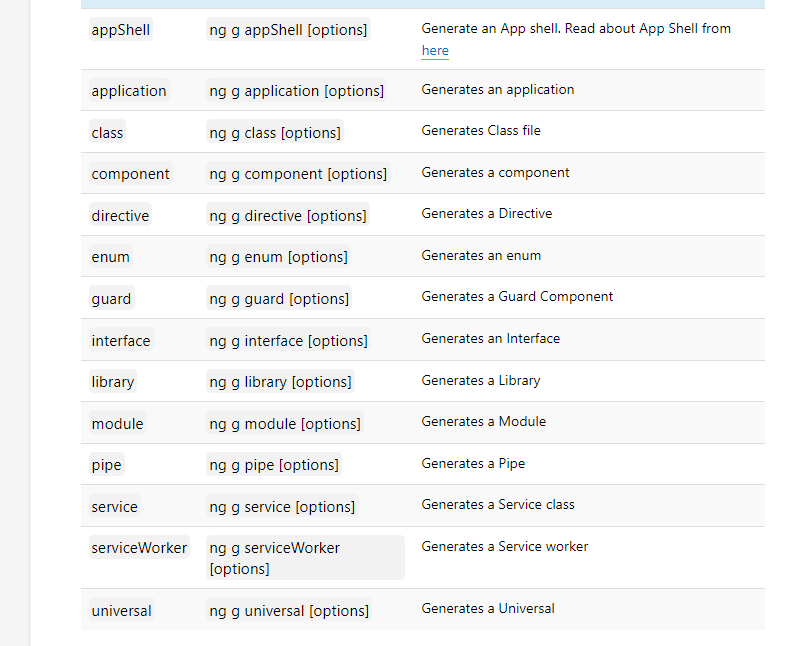 appShell ng g appShell [options] Generate an App shell. Read about App Shell from
here
application ng g application [options] Generates an application
class ng g class [options] Generates Class file
component ng g component [options] Generates a component
directive ng g directive [options] Generates a Directive
enum ng g enum [options] Generates an enum
guard ng g guard [options] Generates a Guard Component
interface ng g interface [options] Generates an Interface
library ng g library [options] Generates a Library
module ng g module [options] Generates a Module
pipe ng g pipe [options] Generates a Pipe
service ng g service [options] Generates a Service class
serviceWorker ng g serviceWorker Generates a Service worker
[options]
universal ng g universal [options] Generates a Universal